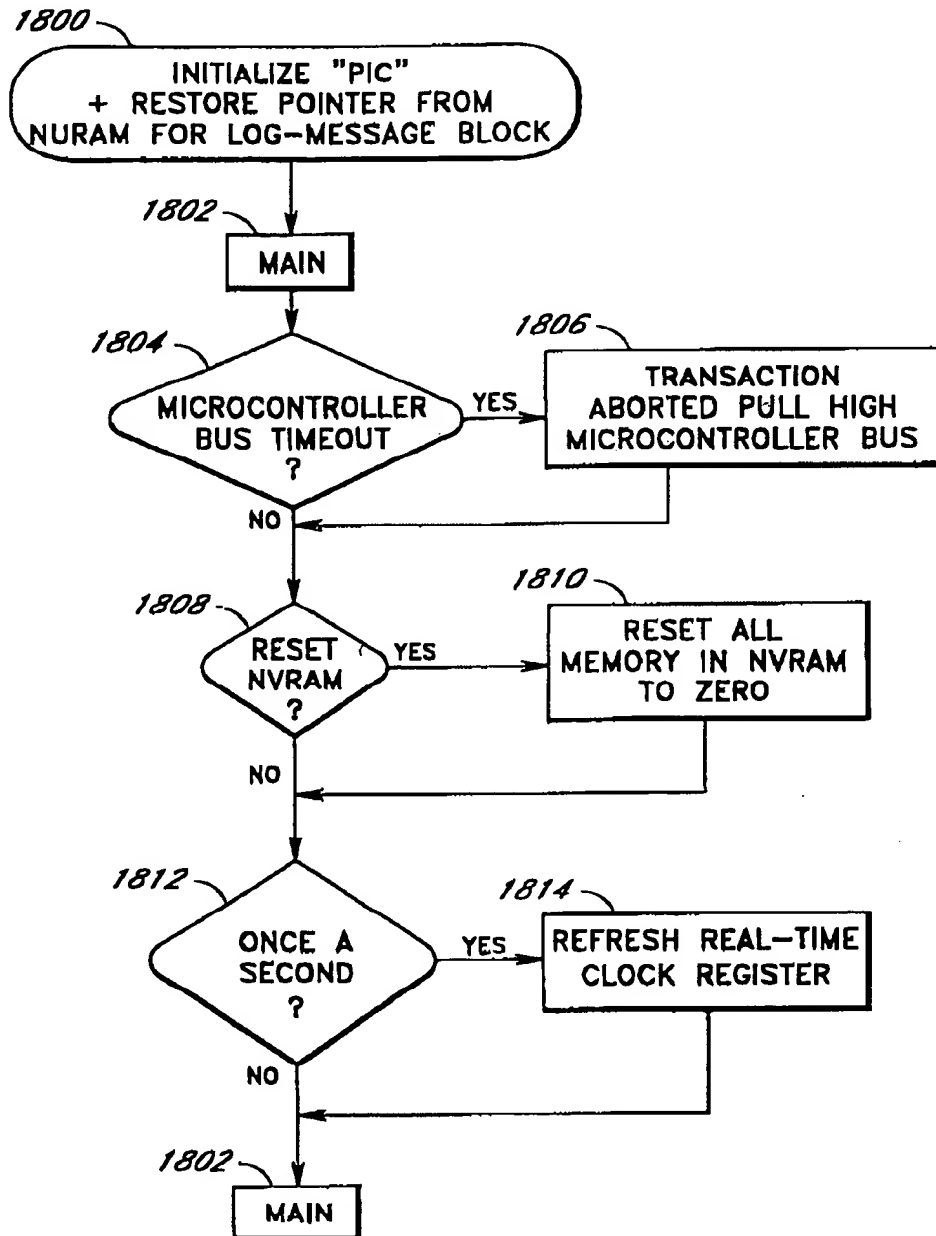 1800
INITIALIZE "PIC"
+ RESTORE POINTER FROM
NURAM FOR LOG-MESSAGE BLOCK
1802
MAIN
1804
MICROCONTROLLER
BUS TIMEOUT
?
YES
NO
1806
TRANSACTION
ABORTED PULL HIGH
MICROCONTROLLER BUS
1808
RESET
NVRAM
?
YES
NO
1810
RESET ALL
MEMORY IN NVRAM
TO ZERO
1812
ONCE A
SECOND
?
YES
NO
1814
REFRESH REAL-TIME
CLOCK REGISTER
1802
MAIN